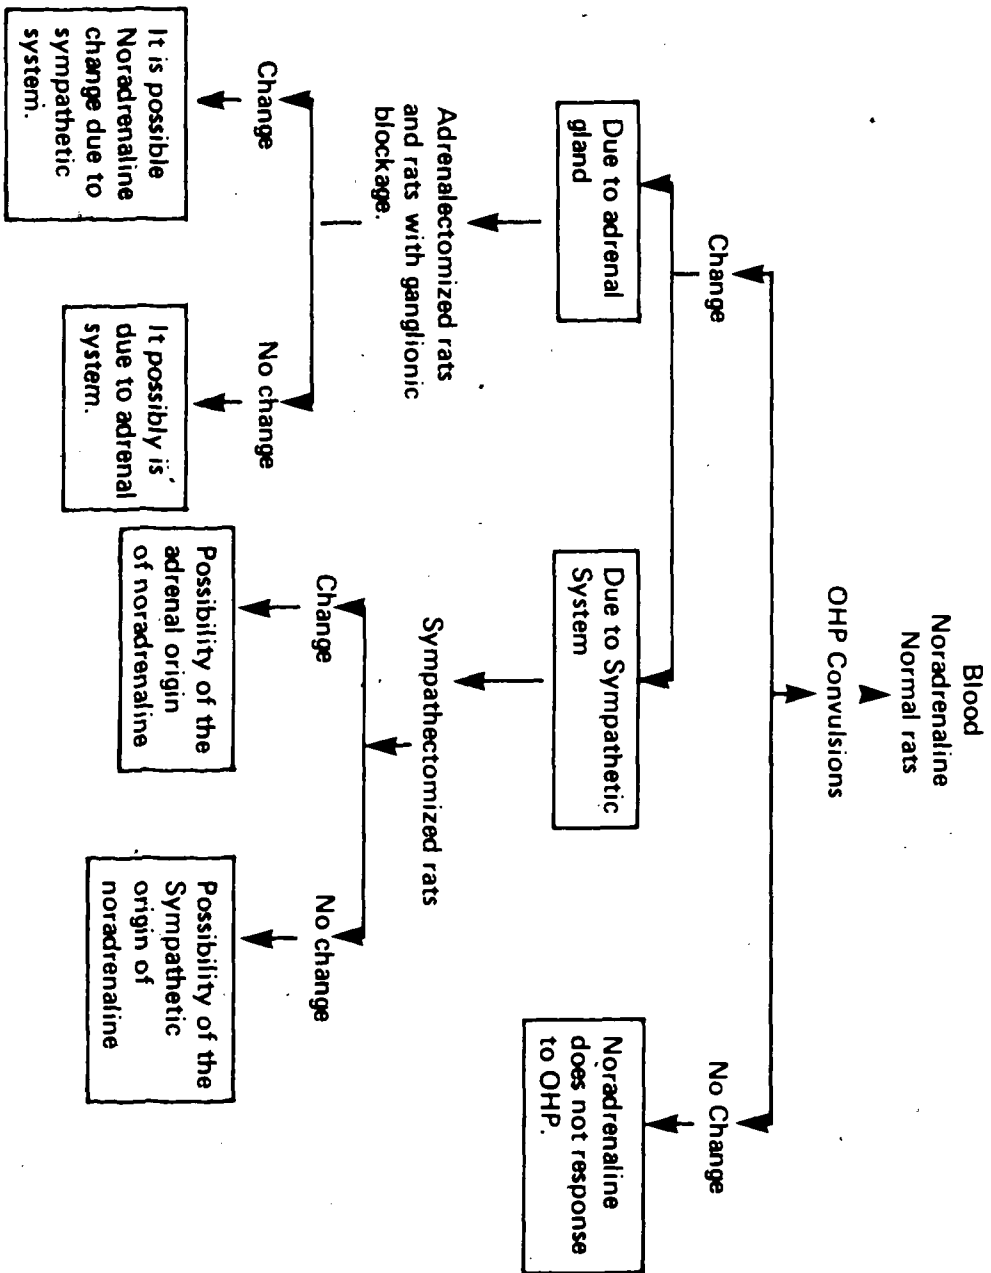 Blood
Noradrenaline
Normal rats
OHP Convulsions
Change
No Change
Due to adrenal
gland
Due to Sympathetic
System
Noradrenaline
does not response
to OHP.
Adrenalectomized rats
and rats with ganglionic
blockage.
Sympathectomized rats
Change
No change
Change
No change
It is possible
Noradrenaline
change due to
sympathetic
system.
It possibly is
due to adrenal
system.
Possibility of the
adrenal origin
of noradrenaline
Possibility of the
Sympathetic
origin of
noradrenaline